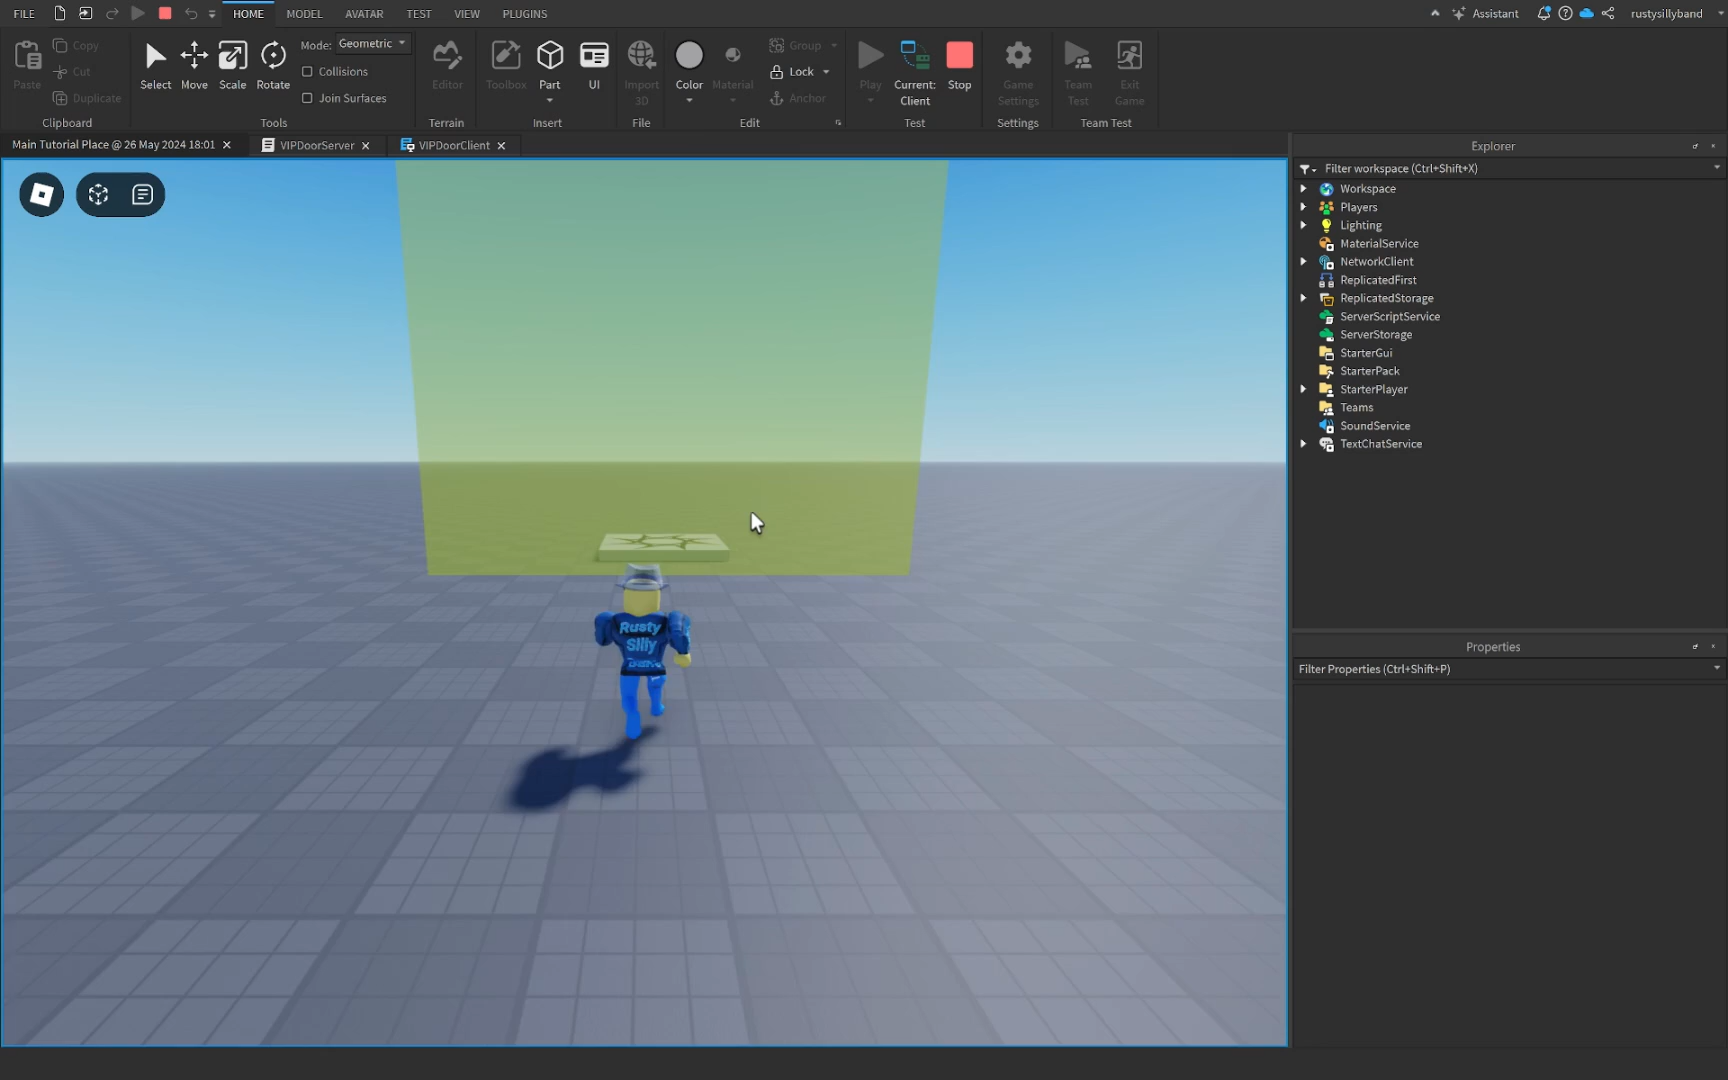 FILE HOME MODEL AVATAR TEST VIEW PLUGINS Assistant rustysillyband
Paste Copy Cut Duplicate Clipboard
Select Move Scale Rotate Mode: Geometric Collisions Join Surfaces Tools
Editor Terrain
Toolbox Part UI Insert
Import 3D File
Color Material Group Lock Anchor Edit
Play Current: Client Stop Test
Game Settings Settings
Team Test Exit Game Team Test
Main Tutorial Place @ 26 May 2024 18:01 VIPDoorServer VIPDoorClient
Rusty
Silly
Explorer
Filter workspace (Ctrl+Shift+X)
Workspace
Players
Lighting
MaterialService
NetworkClient
ReplicatedFirst
ReplicatedStorage
ServerScriptService
ServerStorage
StarterGui
StarterPack
StarterPlayer
Teams
SoundService
TextChatService
Properties
Filter Properties (Ctrl+Shift+P)